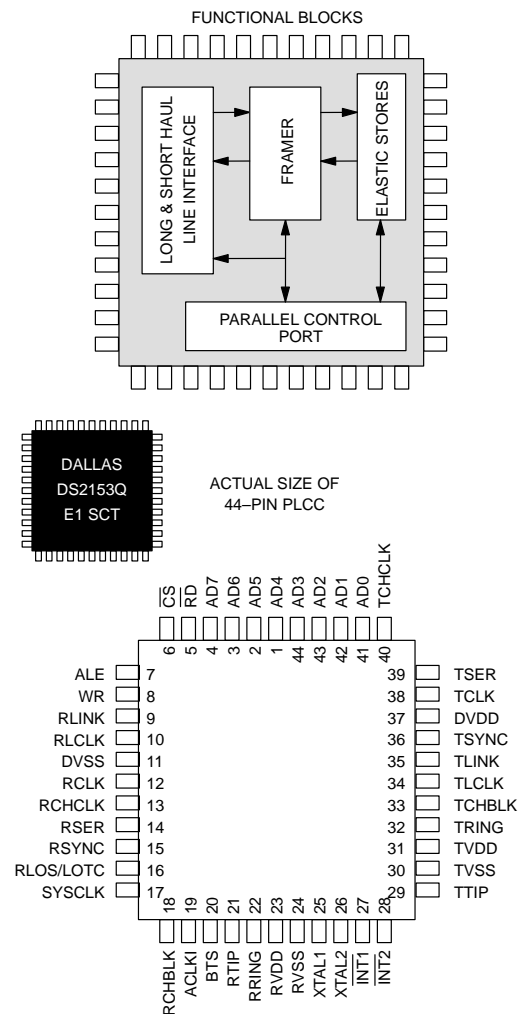 FUNCTIONAL BLOCKS
LONG & SHORT HAUL
LINE INTERFACE
FRAMER
ELASTIC STORES
PARALLEL CONTROL
PORT
DALLAS
DS2153Q
E1 SCT
ACTUAL SIZE OF
44–PIN PLCC
CS
RD
AD7
AD6
AD5
AD4
AD3
AD2
AD1
AD0
TCHCLK
6
5
4
3
2
1
44
43
42
41
40
ALE 7
WR 8
RLINK 9
RLCLK 10
DVSS 11
RCLK 12
RCHCLK 13
RSER 14
RSYNC 15
RLOS/LOTC 16
SYSCLK 17
39 TSER
38 TCLK
37 DVDD
36 TSYNC
35 TLINK
34 TLCLK
33 TCHBLK
32 TRING
31 TVDD
30 TVSS
29 TTIP
18
19
20
21
22
23
24
25
26
27
28
RCHBLK
ACLKI
BTS
RTIP
RRING
RVDD
RVSS
XTAL1
XTAL2
INT1
INT2